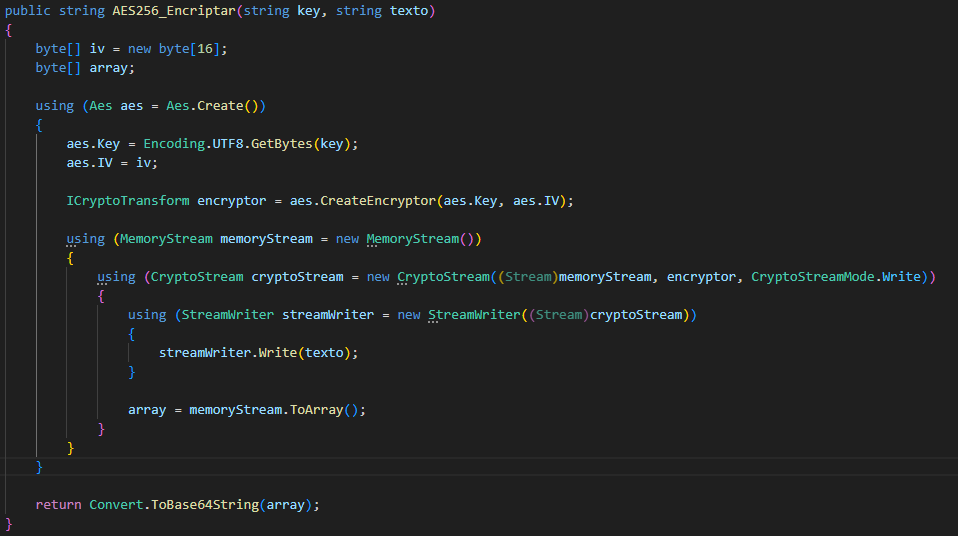 public string AES256_Encriptar(string key, string texto)
{
    byte[] iv = new byte[16];
    byte[] array;

    using (Aes aes = Aes.Create())
    {
        aes.Key = Encoding.UTF8.GetBytes(key);
        aes.IV = iv;

        ICryptoTransform encryptor = aes.CreateEncryptor(aes.Key, aes.IV);

        using (MemoryStream memoryStream = new MemoryStream())
        {
            using (CryptoStream cryptoStream = new CryptoStream((Stream)memoryStream, encryptor, CryptoStreamMode.Write))
            {
                using (StreamWriter streamWriter = new StreamWriter((Stream)cryptoStream))
                {
                    streamWriter.Write(texto);
                }

                array = memoryStream.ToArray();
            }
        }
    }

    return Convert.ToBase64String(array);
}